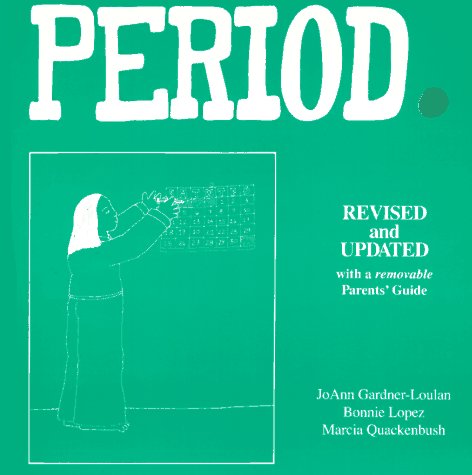 PERIOD.
REVISED
and
UPDATED
with a removable
Parents' Guide
JoAnn Gardner-Loulan
Bonnie Lopez
Marcia Quackenbush